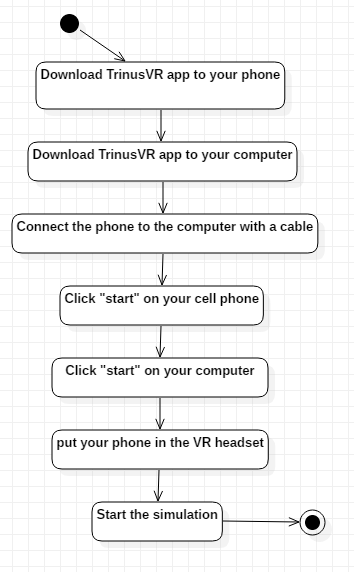 Download TrinusVR app to your phone
Download TrinusVR app to your computer
Connect the phone to the computer with a cable
Click "start" on your cell phone
Click "start" on your computer
put your phone in the VR headset
Start the simulation